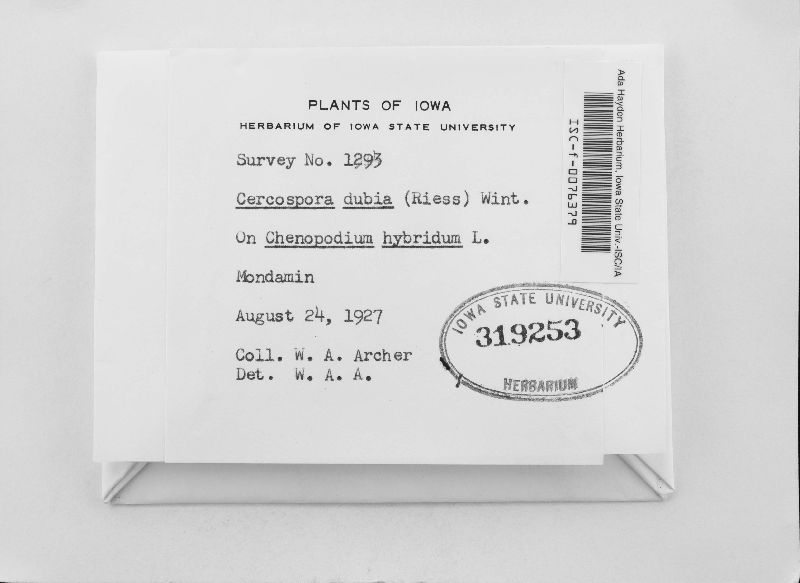 PLANTS OF IOWA
HERBARIUM OF IOWA STATE UNIVERSITY
Survey No. 1293
Cercospora dubia (Riess) Wint.
On Chenopodium hybridum L.
Mondamin
August 24, 1927
Coll. W. A. Archer
Det. W. A. A.
Ada Hayden Herbarium, Iowa State Univ.-ISC/IA
ISC-f-0076379
IOWA STATE UNIVERSITY
319253
HERBARIUM